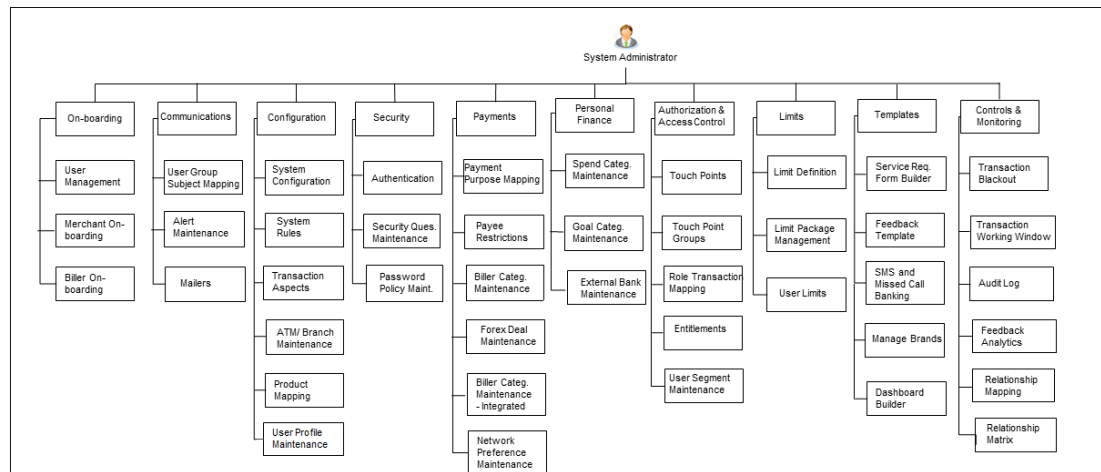 System Administrator
On-boarding
User
Management
Merchant On-
boarding
Biller On-
boarding
Communications
User Group
Subject Mapping
Alert
Maintenance
Mailers
Configuration
System
Configuration
System
Rules
Transaction
Aspects
ATM/ Branch
Maintenance
Product
Mapping
User Profile
Maintenance
Security
Authentication
Security Ques.
Maintenance
Password
Policy Maint.
Payments
Payment
Purpose Mapping
Payee
Restrictions
Biller Categ.
Maintenance
Forex Deal
Maintenance
Biller Categ.
Maintenance
- Integrated
Network
Preference
Maintenance
Personal
Finance
Spend Categ.
Maintenance
Goal Categ.
Maintenance
External Bank
Maintenance
Authorization &
Access Control
Touch Points
Touch Point
Groups
Role Transaction
Mapping
Entitlements
User Segment
Maintenance
Limits
Limit Definition
Limit Package
Management
User Limits
Templates
Service Req.
Form Builder
Feedback
Template
SMS and
Missed Call
Banking
Manage Brands
Dashboard
Builder
Controls &
Monitoring
Transaction
Blackout
Transaction
Working Window
Audit Log
Feedback
Analytics
Relationship
Mapping
Relationship
Matrix